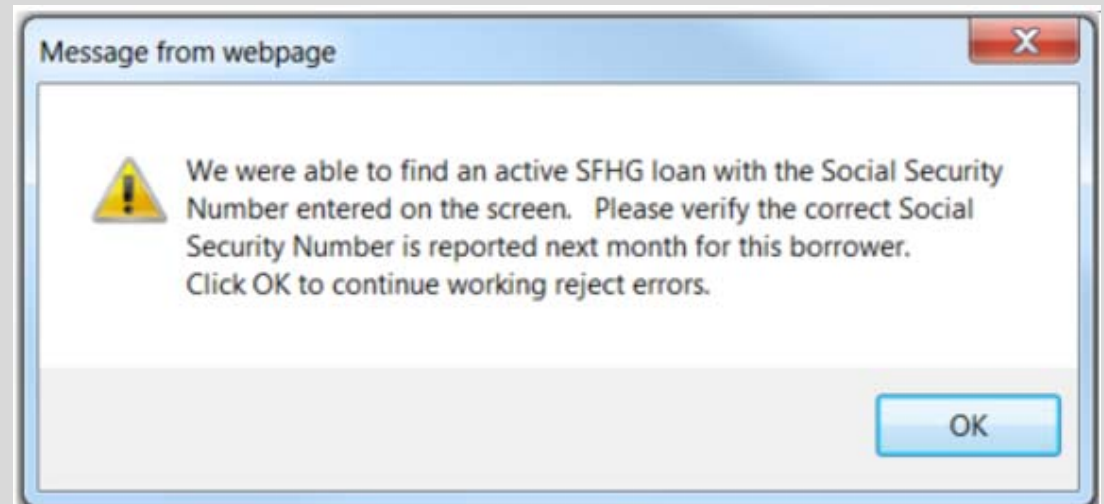 Message from webpage
We were able to find an active SFHG loan with the Social Security
Number entered on the screen.   Please verify the correct Social
Security Number is reported next month for this borrower.
Click OK to continue working reject errors.
OK